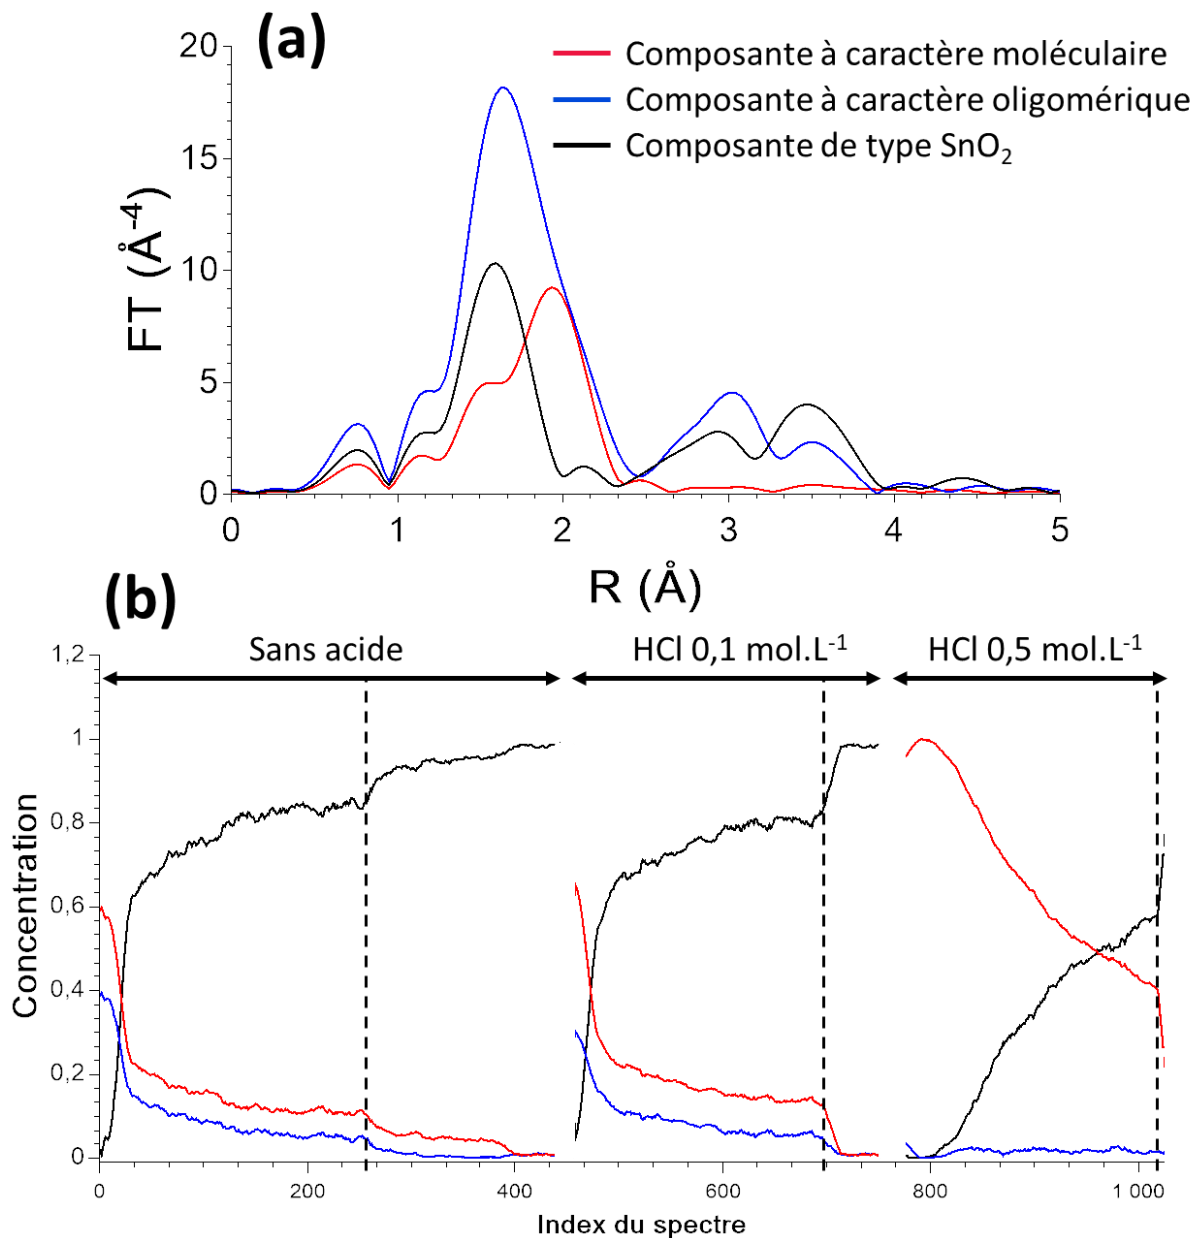 (a)
Composante à caractère moléculaire
Composante à caractère oligomérique
Composante de type SnO₂
FT (Å⁻⁴)
20
15
10
5
0
0 1 2 3 4 5
R (Å)
(b)
Sans acide
HCl 0,1 mol.L⁻¹
HCl 0,5 mol.L⁻¹
Concentration
1,2
1
0,8
0,6
0,4
0,2
0
0 200 400 600 800 1 000
Index du spectre